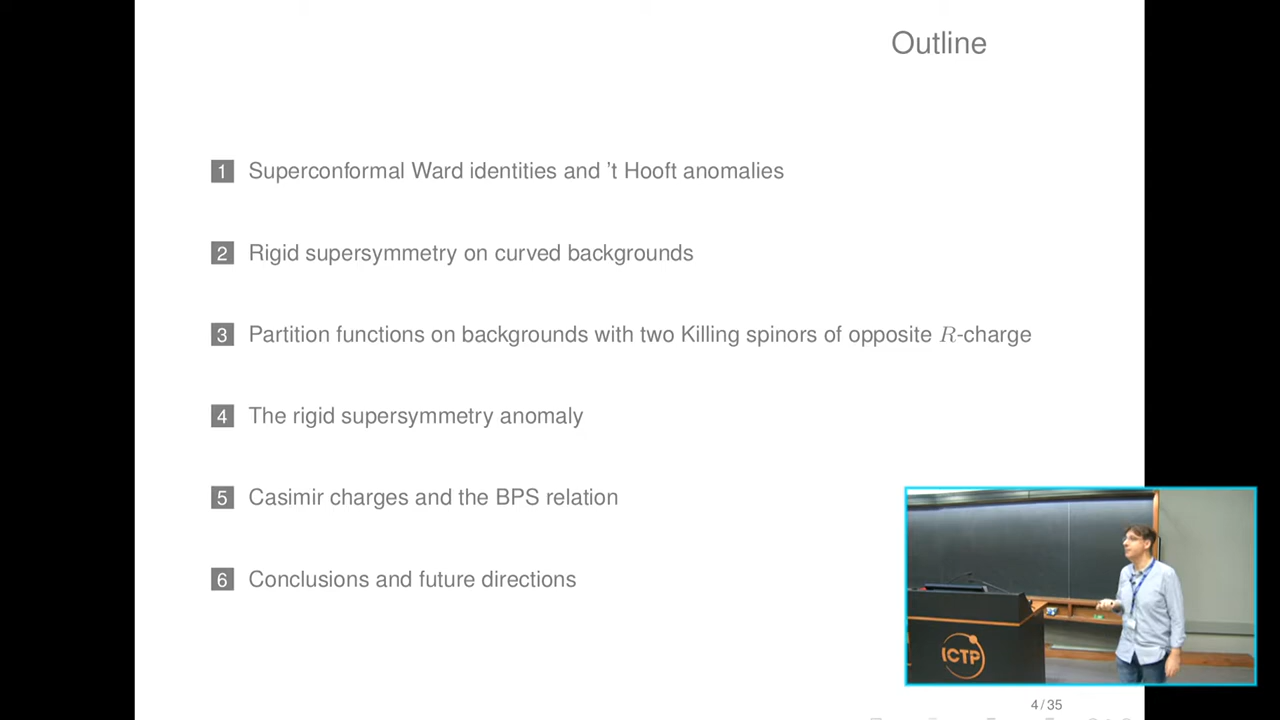 Outline
1 Superconformal Ward identities and 't Hooft anomalies
2 Rigid supersymmetry on curved backgrounds
3 Partition functions on backgrounds with two Killing spinors of opposite R-charge
4 The rigid supersymmetry anomaly
5 Casimir charges and the BPS relation
6 Conclusions and future directions
ICTP
4 / 35